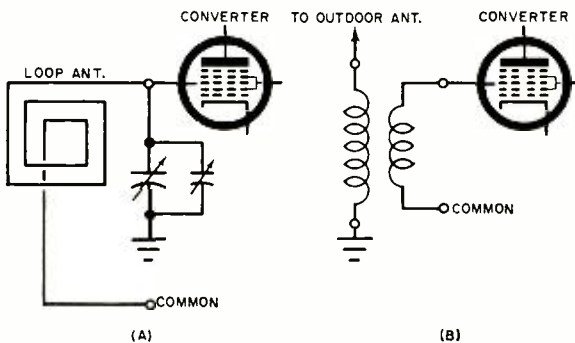 CONVERTER
LOOP ANT.
COMMON
(A)
TO OUTDOOR ANT.
CONVERTER
COMMON
(B)